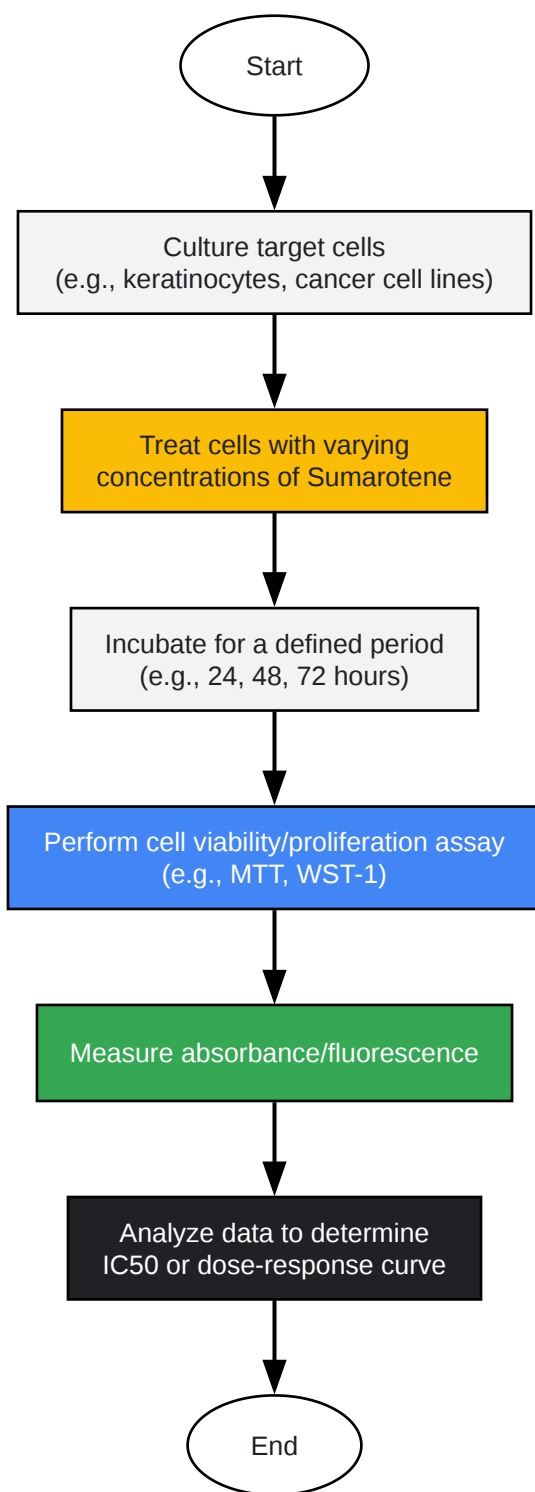 Start
Culture target cells
(e.g., keratinocytes, cancer cell lines)
Treat cells with varying
concentrations of Sumarotene
Incubate for a defined period
(e.g., 24, 48, 72 hours)
Perform cell viability/proliferation assay
(e.g., MTT, WST-1)
Measure absorbance/fluorescence
Analyze data to determine
IC50 or dose-response curve
End